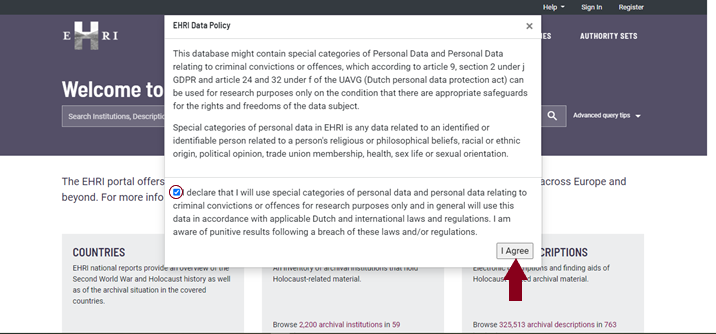 Help Sign In Register
EHRI
UES AUTHORITY SETS
EHRI Data Policy ×
This database might contain special categories of Personal Data and Personal Data
relating to criminal convictions or offences, which according to article 9, section 2 under j
GDPR and article 24 and 32 under f of the UAVG (Dutch personal data protection act) can
be used for research purposes only on the condition that there are appropriate safeguards
for the rights and freedoms of the data subject.
Special categories of personal data in EHRI is any data related to an identified or
identifiable person related to a person's religious or philosophical beliefs, racial or ethnic
origin, political opinion, trade union membership, health, sex life or sexual orientation.
I declare that I will use special categories of personal data and personal data relating to
criminal convictions or offences for research purposes only and in general will use this
data in accordance with applicable Dutch and international laws and regulations. I am
aware of punitive results following a breach of these laws and/or regulations.
I Agree
Welcome to
Search Institutions, Descriptio
Advanced query tips
The EHRI portal offers across Europe and
beyond. For more info
COUNTRIES
EHRI national reports provide an overview of the
Second World War and Holocaust history as well
as of the archival situation in the covered
countries.
An inventory of archival institutions that hold
Holocaust-related material.
Browse 2,200 archival institutions in 59
SCRIPTIONS
Electronic descriptions and finding aids of
Holocaust archival material.
Browse 325,513 archival descriptions in 763